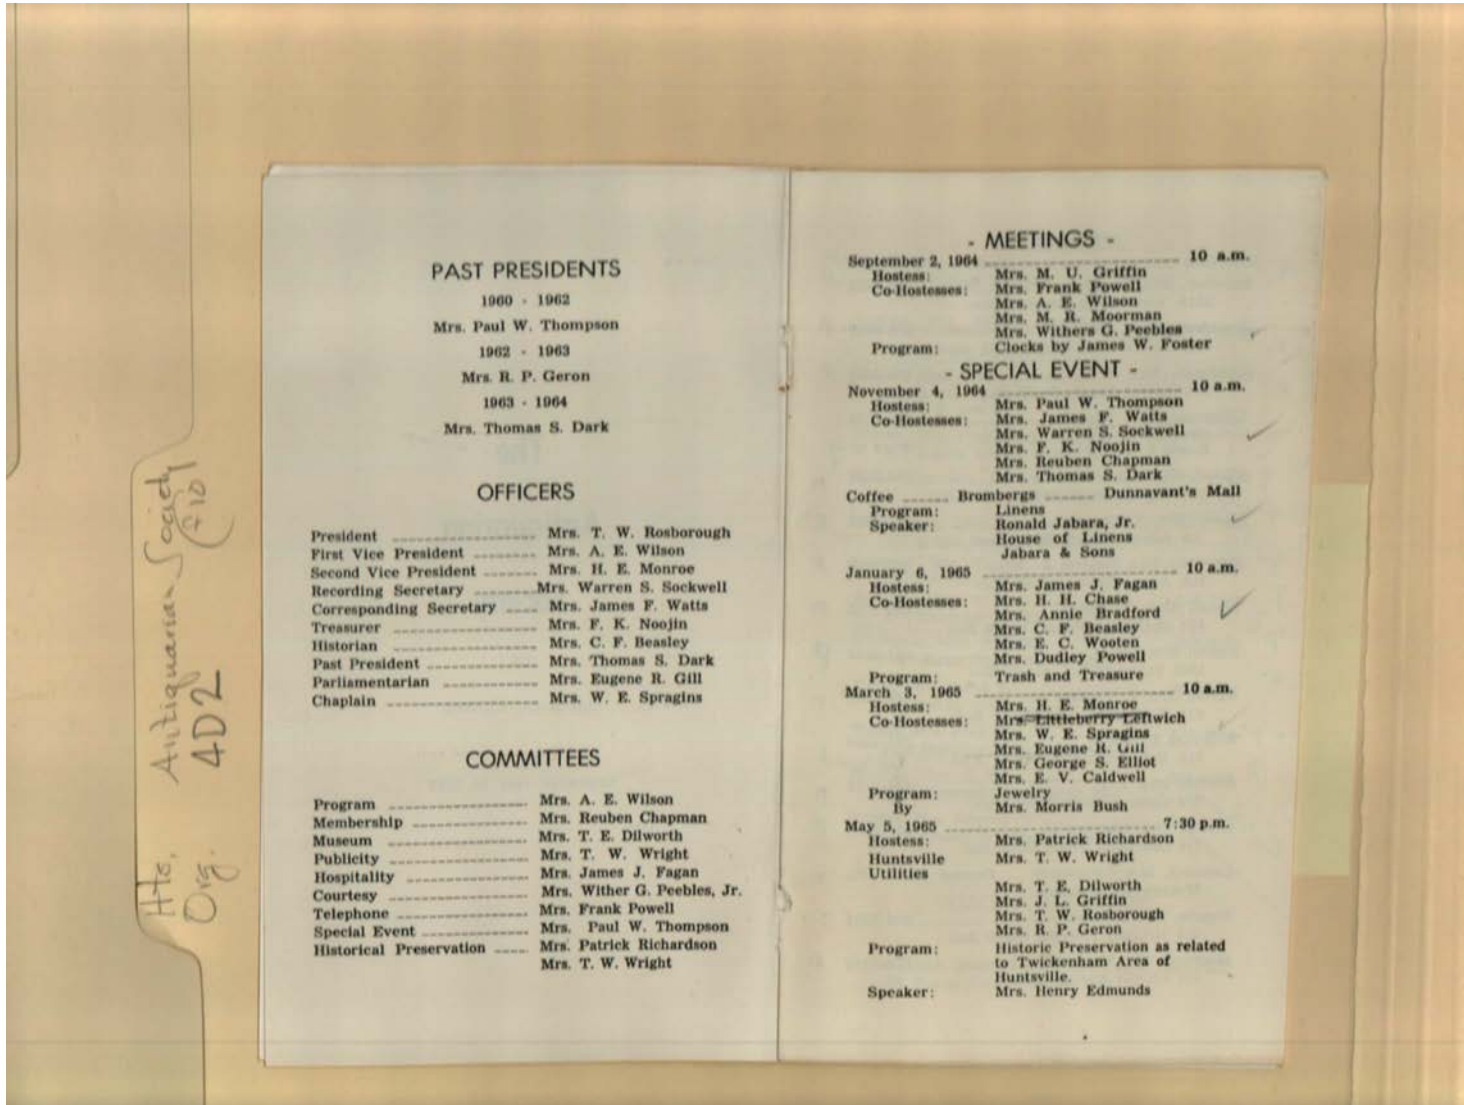 Hts. Antiquarian Society
Org. 4D2 (F10)
PAST PRESIDENTS
1960 - 1962
Mrs. Paul W. Thompson
1962 - 1963
Mrs. R. P. Geron
1963 - 1964
Mrs. Thomas S. Dark
OFFICERS
President ---------- Mrs. T. W. Rosborough
First Vice President ---------- Mrs. A. E. Wilson
Second Vice President -------- Mrs. H. E. Monroe
Recording Secretary --------Mrs. Warren S. Sockwell
Corresponding Secretary ----- Mrs. James F. Watts
Treasurer ---------- Mrs. F. K. Noojin
Historian ---------- Mrs. C. F. Beasley
Past President ---------- Mrs. Thomas S. Dark
Parliamentarian ---------- Mrs. Eugene R. Gill
Chaplain ---------- Mrs. W. E. Spragins
COMMITTEES
Program ---------- Mrs. A. E. Wilson
Membership ---------- Mrs. Reuben Chapman
Museum ---------- Mrs. T. E. Dilworth
Publicity ---------- Mrs. T. W. Wright
Hospitality ---------- Mrs. James J. Fagan
Courtesy ---------- Mrs. Wither G. Peebles, Jr.
Telephone ---------- Mrs. Frank Powell
Special Event ---------- Mrs. Paul W. Thompson
Historical Preservation ----- Mrs. Patrick Richardson
Mrs. T. W. Wright
- MEETINGS -
September 2, 1964 ---------- 10 a.m.
Hostess: Mrs. M. U. Griffin
Co-Hostesses: Mrs. Frank Powell
Mrs. A. E. Wilson
Mrs. M. R. Moorman
Mrs. Withers G. Peebles
Program: Clocks by James W. Foster
- SPECIAL EVENT -
November 4, 1964 ---------- 10 a.m.
Hostess: Mrs. Paul W. Thompson
Co-Hostesses: Mrs. James F. Watts
Mrs. Warren S. Sockwell
Mrs. F. K. Noojin
Mrs. Reuben Chapman
Mrs. Thomas S. Dark
Coffee ------ Brombergs ------ Dunnavant's Mall
Program: Linens
Speaker: Ronald Jabara, Jr.
House of Linens
Jabara & Sons
January 6, 1965 ---------- 10 a.m.
Hostess: Mrs. James J. Fagan
Co-Hostesses: Mrs. H. H. Chase
Mrs. Annie Bradford
Mrs. C. F. Beasley
Mrs. E. C. Wooten
Mrs. Dudley Powell
Program: Trash and Treasure
March 3, 1965 ---------- 10 a.m.
Hostess: Mrs. H. E. Monroe
Co-Hostesses: Mrs. Littleberry Leftwich
Mrs. W. E. Spragins
Mrs. Eugene R. Gill
Mrs. George S. Elliot
Mrs. E. V. Caldwell
Program: Jewelry
By Mrs. Morris Bush
May 5, 1965 ---------- 7:30 p.m.
Hostess: Mrs. Patrick Richardson
Huntsville Mrs. T. W. Wright
Utilities
Mrs. T. E. Dilworth
Mrs. J. L. Griffin
Mrs. T. W. Rosborough
Mrs. R. P. Geron
Program: Historic Preservation as related
to Twickenham Area of
Huntsville.
Speaker: Mrs. Henry Edmunds